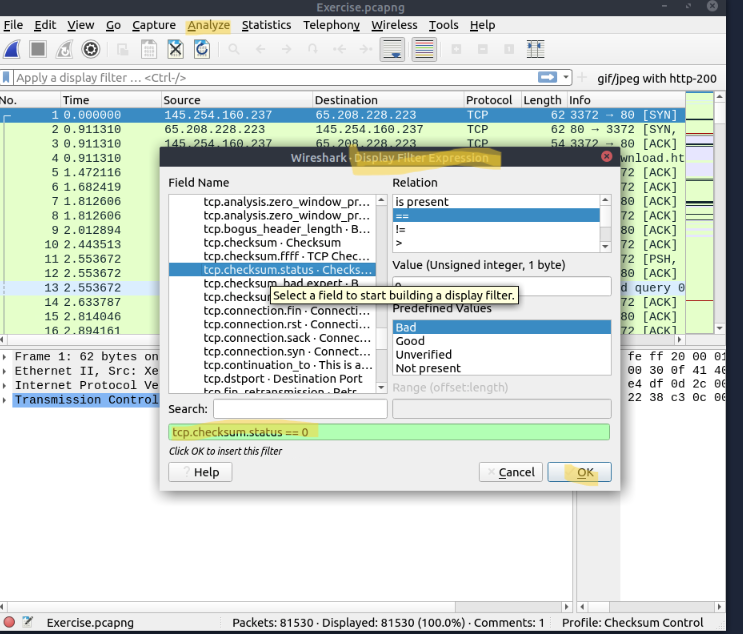 Exercise.pcapng
File Edit View Go Capture Analyze Statistics Telephony Wireless Tools Help
Apply a display filter … <Ctrl-/>
gif/jpeg with http-200
No. Time Source Destination Protocol Length Info
1 0.000000 145.254.160.237 65.208.228.223 TCP 62 3372 → 80 [SYN]
2 0.911310 65.208.228.223 145.254.160.237 TCP 62 80 → 3372 [SYN,
3 0.911310 145.254.160.237 65.208.228.223 TCP 54 3372 → 80 [ACK]
4 0.911310 wnload.ht
5 1.472116 72 [ACK]
6 1.682419 72 [ACK]
7 1.812606 80 [ACK]
8 1.812606 72 [ACK]
9 2.012894 80 [ACK]
10 2.443513 72 [ACK]
11 2.553672 72 [PSH,
12 2.553672 80 [ACK]
13 2.553672 d query 0
14 2.633787 72 [ACK]
15 2.814046 80 [ACK]
16 2.894161 72 [ACK]
Wireshark · Display Filter Expression
Field Name
tcp.analysis.zero_window_pr...
tcp.analysis.zero_window_pr...
tcp.bogus_header_length · B...
tcp.checksum · Checksum
tcp.checksum.ffff · TCP Chec...
tcp.checksum.status · Checks...
tcp.checksum_bad.expert · B...
tcp.checksu
tcp.connection.fin · Connecti...
tcp.connection.rst · Connecti...
tcp.connection.sack · Connec...
tcp.connection.syn · Connect...
tcp.continuation_to · This is a...
tcp.dstport · Destination Port
tcp.fin_retransmission · Retr...
Search:
Relation
is present
==
!=
>
Value (Unsigned integer, 1 byte)
0
Select a field to start building a display filter.
Predefined Values
Bad
Good
Unverified
Not present
Range (offset:length)
tcp.checksum.status == 0
Click OK to insert this filter
? Help
Cancel
OK
Frame 1: 62 bytes on
Ethernet II, Src: Xe
Internet Protocol Ve
Transmission Control
fe ff 20 00 01
00 30 0f 41 40
e4 df 0d 2c 00
22 38 c3 0c 00
Exercise.pcapng
Packets: 81530 · Displayed: 81530 (100.0%) · Comments: 1
Profile: Checksum Control